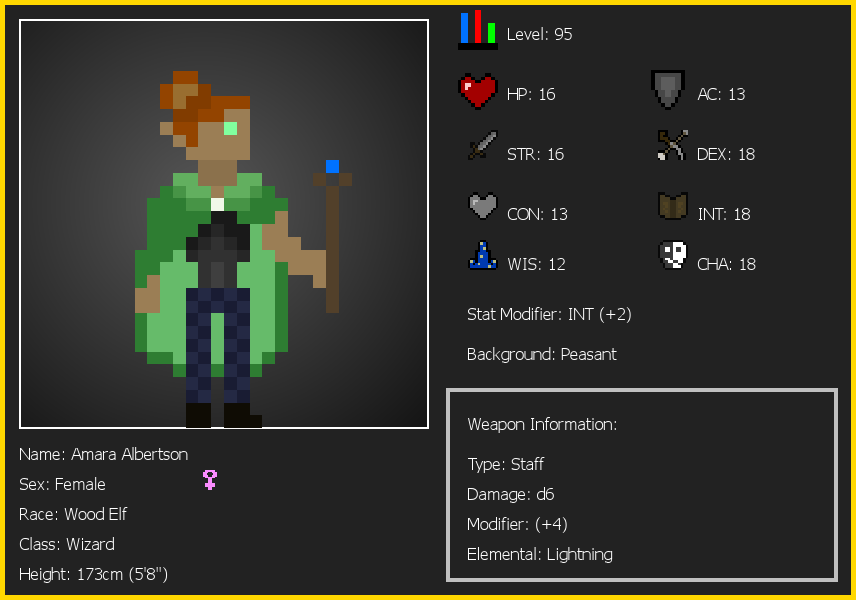 Level: 95
HP: 16
AC: 13
STR: 16
DEX: 18
CON: 13
INT: 18
WIS: 12
CHA: 18
Stat Modifier: INT (+2)
Background: Peasant
Weapon Information:
Type: Staff
Damage: d6
Modifier: (+4)
Elemental: Lightning
Name: Amara Albertson
Sex: Female
Race: Wood Elf
Class: Wizard
Height: 173cm (5'8")